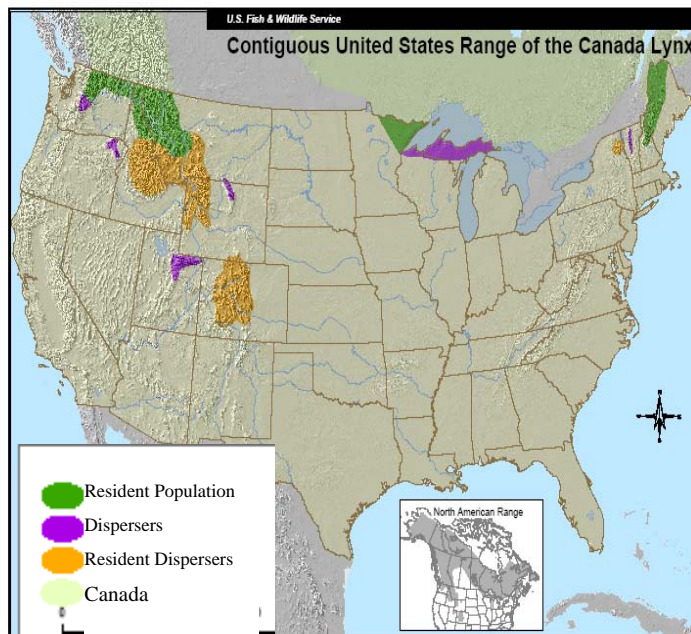 U.S. Fish & Wildlife Service
Contiguous United States Range of the Canada Lynx
Resident Population
Dispersers
Resident Dispersers
Canada
North American Range